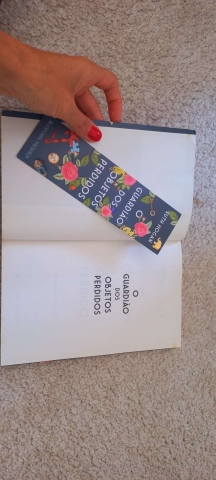 RUTH HOGAN
O
GUARDIÃO
DOS
OBJETOS
PERDIDOS
O
GUARDIÃO
DOS
OBJETOS
PERDIDOS